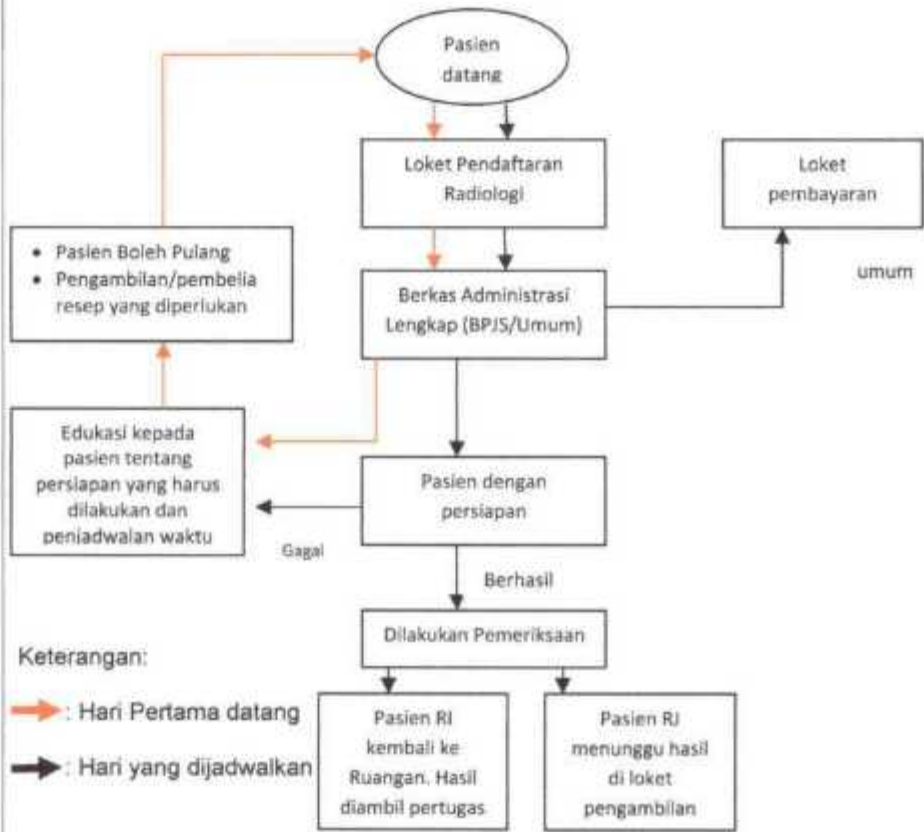 Pasien
datang
Loket Pendaftaran
Radiologi
Loket
pembayaran
• Pasien Boleh Pulang
• Pengambilan/pembelia
resep yang diperlukan
umum
Berkas Administrasi
Lengkap (BPJS/Umum)
Edukasi kepada
pasien tentang
persiapan yang harus
dilakukan dan
penjadwalan waktu
Pasien dengan
persiapan
Gagal
Berhasil
Dilakukan Pemeriksaan
Keterangan:
: Hari Pertama datang
: Hari yang dijadwalkan
Pasien RI
kembali ke
Ruangan. Hasil
diambil pertugas
Pasien RJ
menunggu hasil
di loket
pengambilan